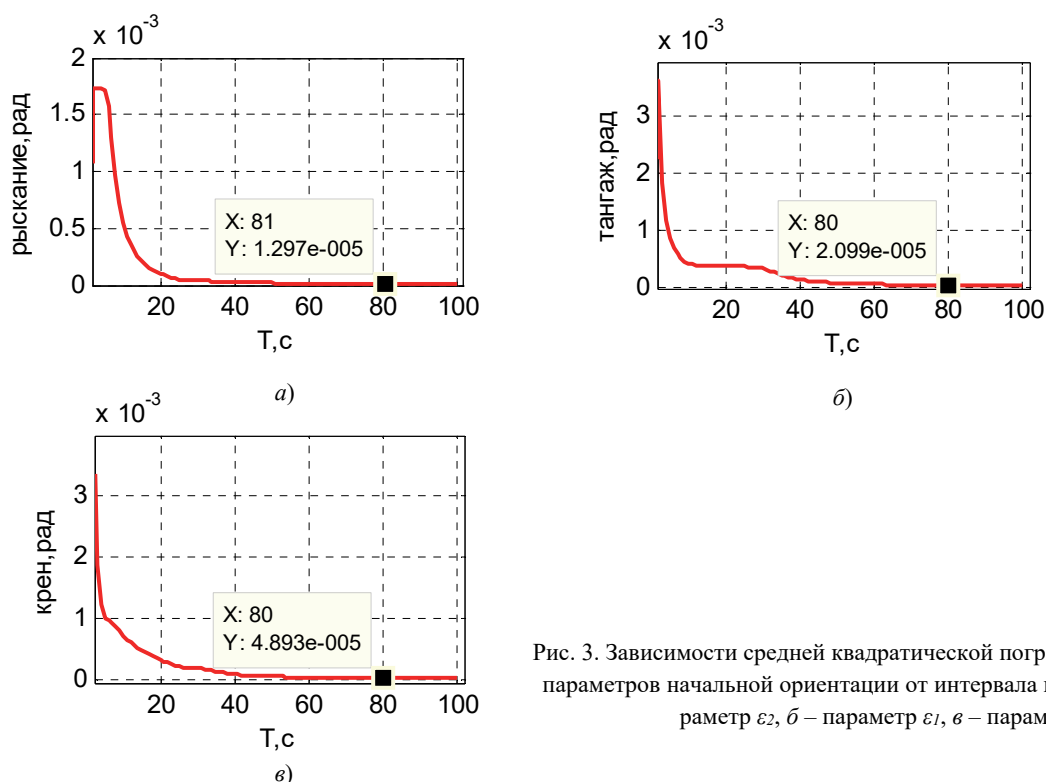 x 10⁻³
2
1.5
1
0.5
0
рыскание,рад
X: 81
Y: 1.297e-005
20 40 60 80 100
T,c
а)
x 10⁻³
3
2
1
0
тангаж,рад
X: 80
Y: 2.099e-005
20 40 60 80 100
T,c
б)
x 10⁻³
3
2
1
0
крен,рад
X: 80
Y: 4.893e-005
20 40 60 80 100
T,c
в)
Рис. 3. Зависимости средней квадратической погр
параметров начальной ориентации от интервала
раметр ε2, б – параметр ε1, в – парам